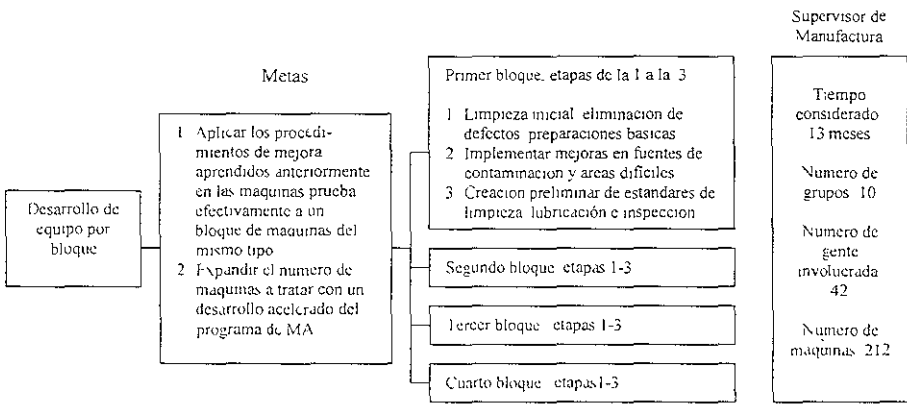 Supervisor de
Manufactura
Metas
Desarrollo de
equipo por
bloque
1 Aplicar los procedi-
mientos de mejora
aprendidos anteriormente
en las maquinas prueba
efectivamente a un
bloque de maquinas del
mismo tipo
2 Expandir el numero de
maquinas a tratar con un
desarrollo acelerado del
programa de MA
Primer bloque, etapas de la 1 a la 3
1 Limpieza inicial eliminacion de
defectos preparaciones basicas
2 Implementar mejoras en fuentes de
contaminacion y areas dificiles
3 Creacion preliminar de estandares de
limpieza lubricación e inspeccion
Segundo bloque etapas 1-3
Tercer bloque etapas 1-3
Cuarto bloque etapas1-3
Tiempo
considerado
13 meses
Numero de
grupos 10
Numero de
gente
involucrada
42
Numero de
maquinas 212